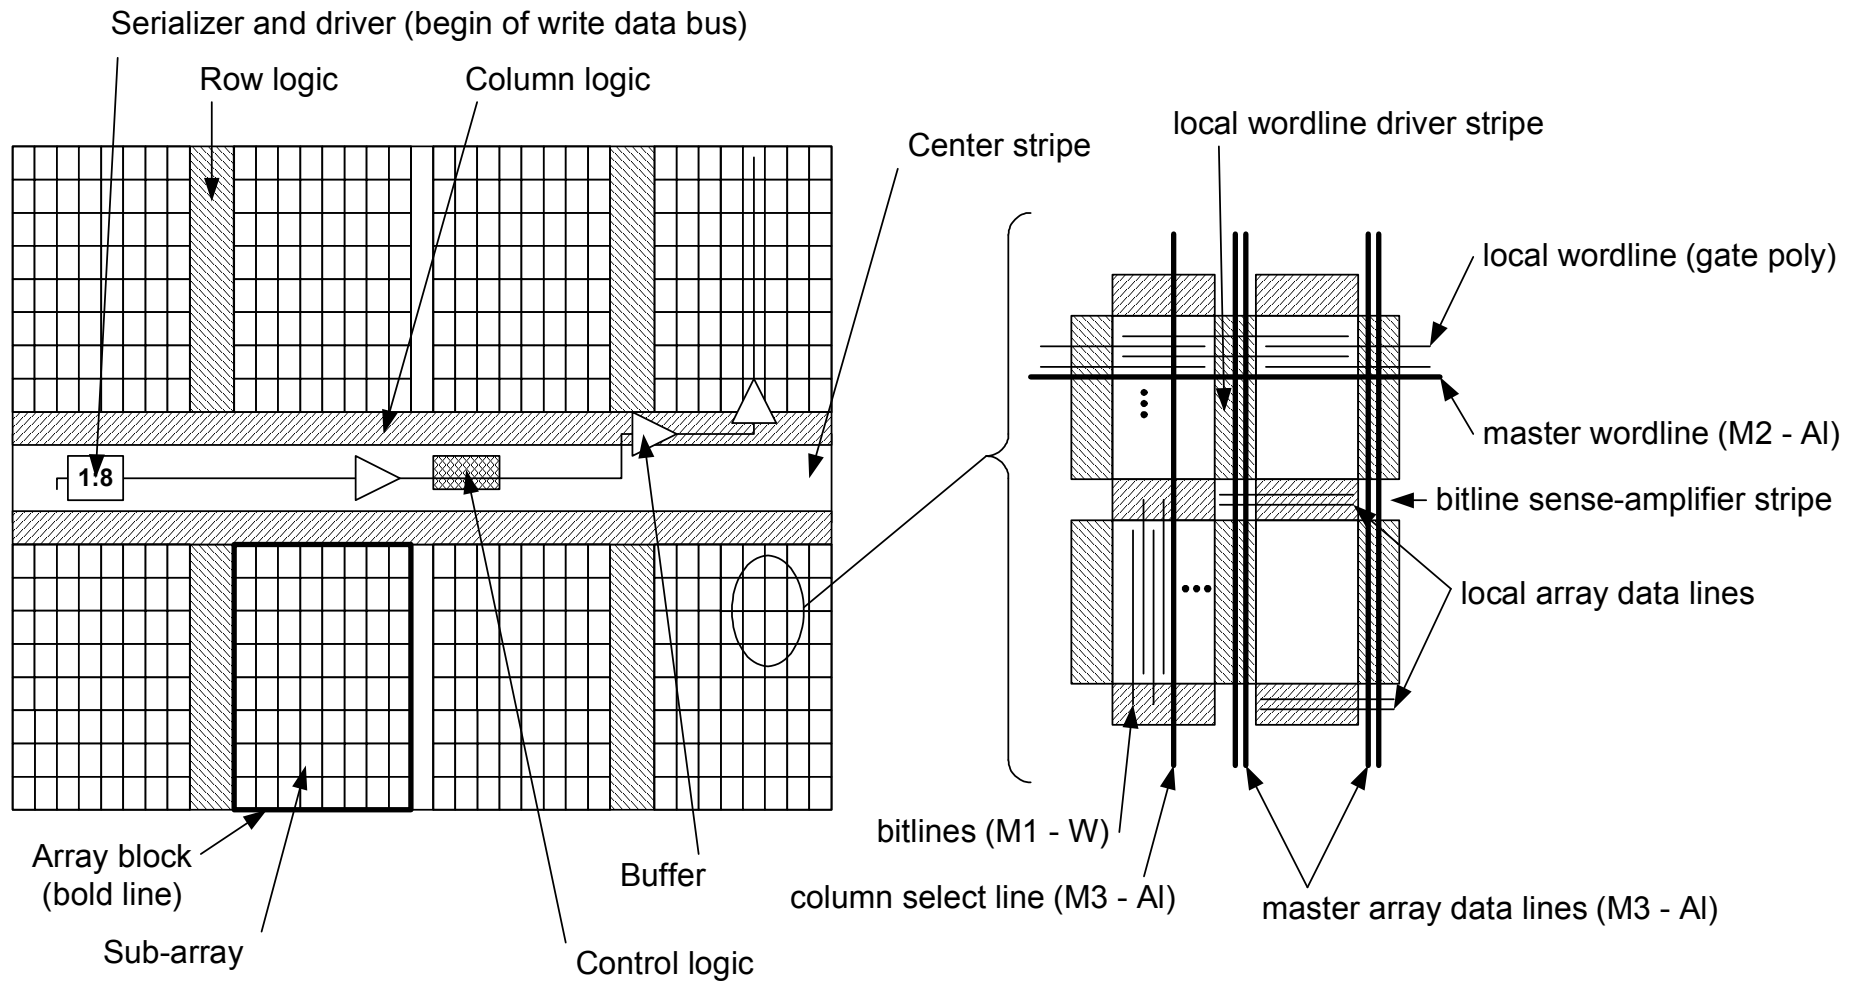 Serializer and driver (begin of write data bus)
Row logic
Column logic
Center stripe
local wordline driver stripe
local wordline (gate poly)
master wordline (M2 - Al)
1:8
bitline sense-amplifier stripe
local array data lines
bitlines (M1 - W)
column select line (M3 - Al)
master array data lines (M3 - Al)
Array block
(bold line)
Buffer
Sub-array
Control logic